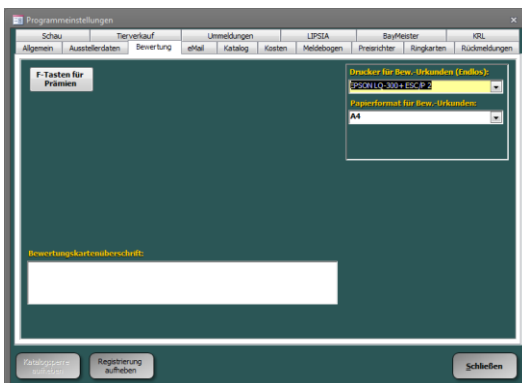 Programmeinstellungen
Schau Tierverkauf Ummeldungen LIPSIA BayMeister KRL
Allgemein Ausstellerdaten Bewertung eMail Katalog Kosten Meldebogen Preisrichter Ringkarten Rückmeldungen
F-Tasten für
Prämien
Drucker für Bew.-Urkunden (Endlos):
EPSON LQ-300+ ESC/P 2
Papierformat für Bew.-Urkunden:
A4
Bewertungskartenüberschrift:
Katalogsperre
aufheben
Registrierung
aufheben
Schließen